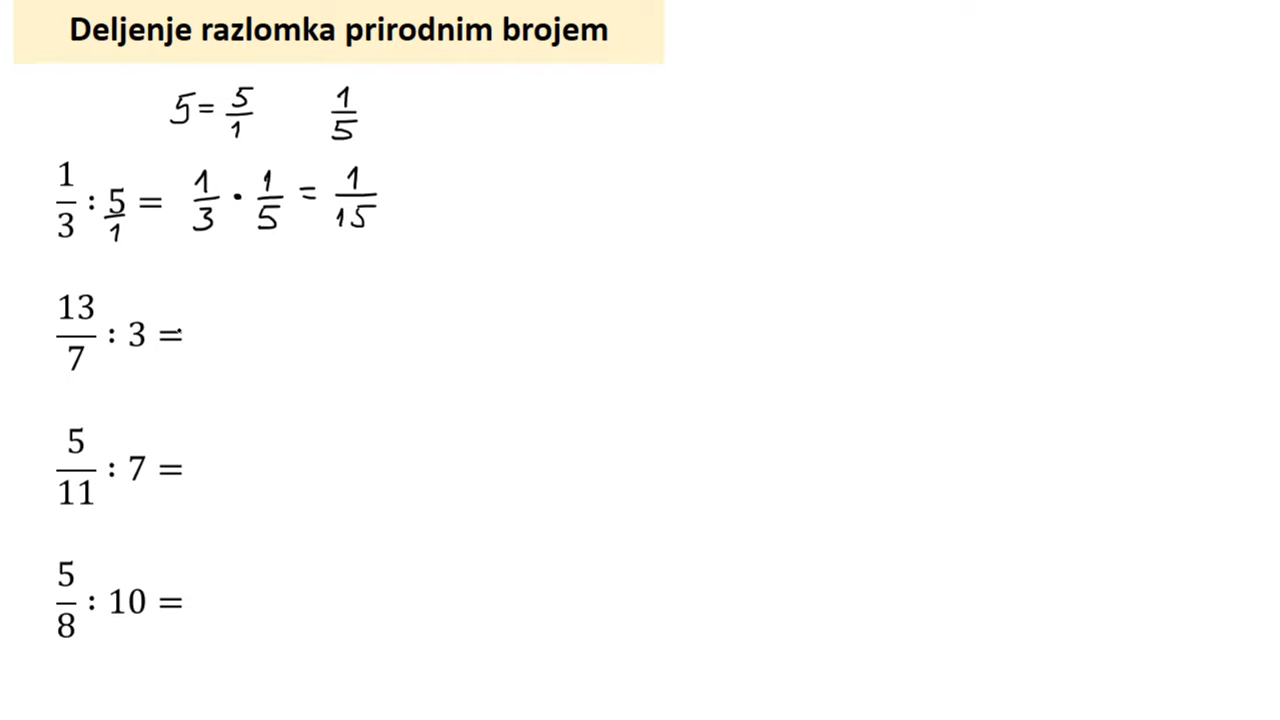 Deljenje razlomka prirodnim brojem
5 = 5/1 1/5
1/3 : 5/1 = 1/3 · 1/5 = 1/15
13/7 : 3 =
5/11 : 7 =
5/8 : 10 =